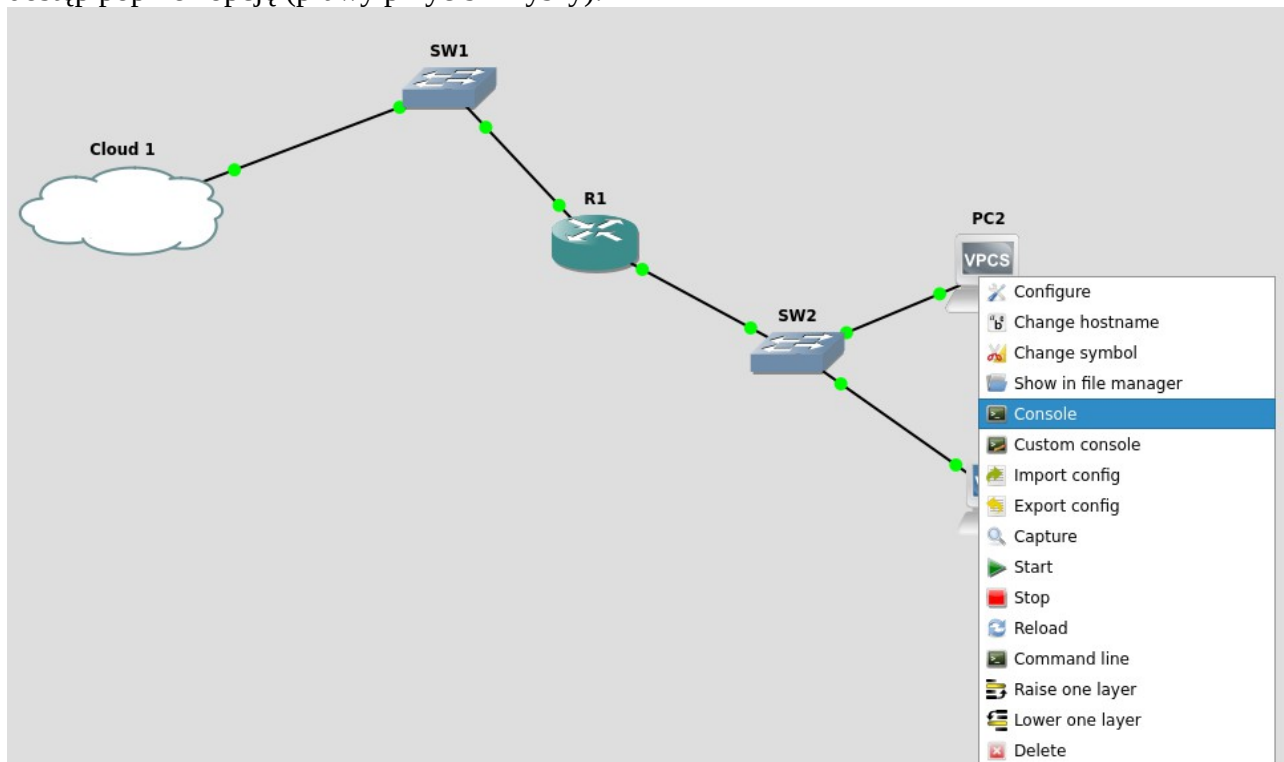 (prawy
SW1
Cloud 1
R1
PC2
VPCS
SW2
Configure
Change hostname
Change symbol
Show in file manager
Console
Custom console
Import config
Export config
Capture
Start
Stop
Reload
Command line
Raise one layer
Lower one layer
Delete